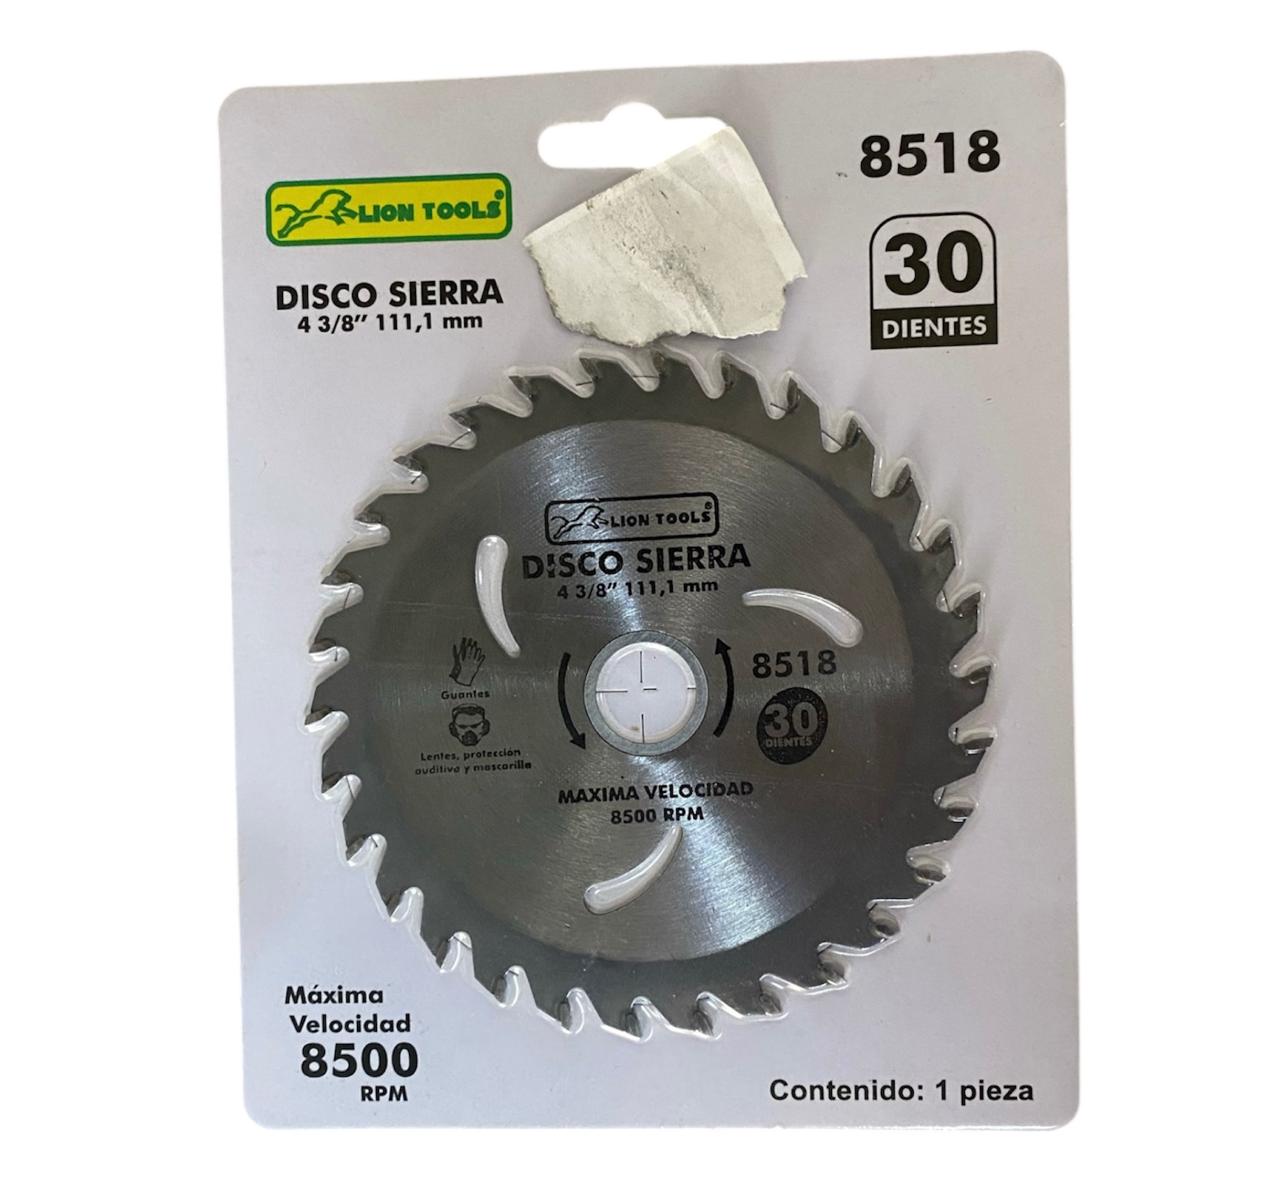 LION TOOLS®
DISCO SIERRA
4 3/8” 111,1 mm
8518
30
DIENTES
LION TOOLS®
DISCO SIERRA
4 3/8” 111,1 mm
8518
30
DIENTES
Guantes
Lentes, protección
auditiva y mascarilla
MAXIMA VELOCIDAD
8500 RPM
Máxima
Velocidad
8500
RPM
Contenido: 1 pieza